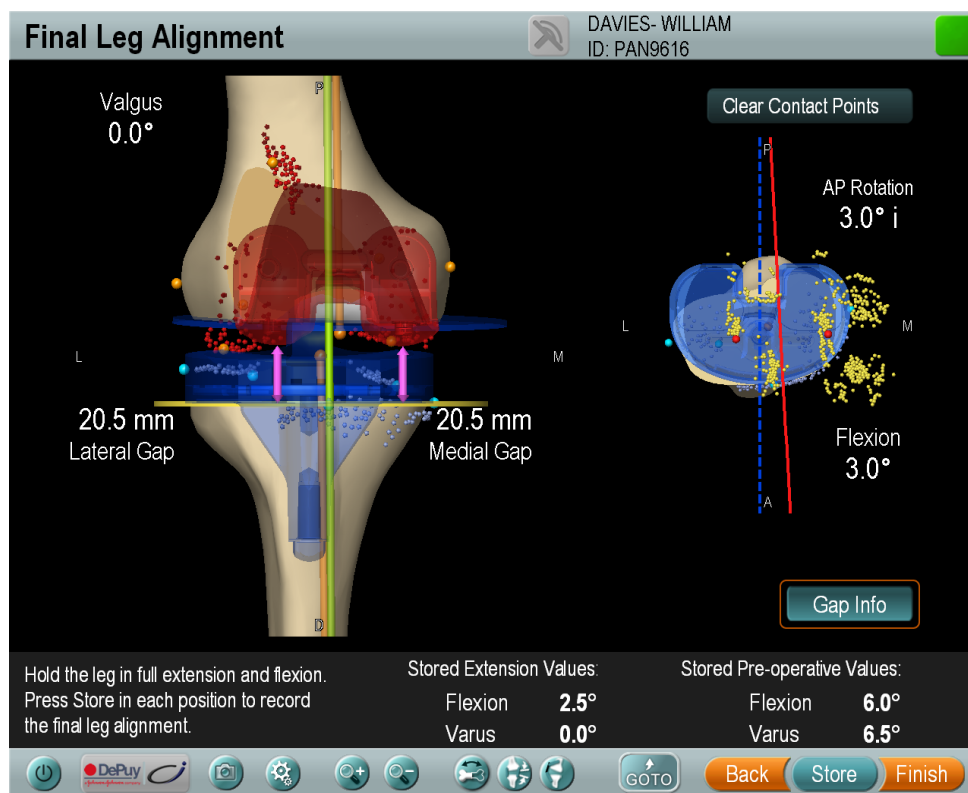 Final Leg Alignment
DAVIES- WILLIAM
ID: PAN9616
Valgus
0.0°
P
L
M
20.5 mm
Lateral Gap
20.5 mm
Medial Gap
D
Clear Contact Points
P
AP Rotation
3.0° i
L
M
Flexion
3.0°
A
Gap Info
Hold the leg in full extension and flexion.
Press Store in each position to record
the final leg alignment.
Stored Extension Values:
Flexion 2.5°
Varus 0.0°
Stored Pre-operative Values:
Flexion 6.0°
Varus 6.5°
DePuy
GOTO
Back
Store
Finish